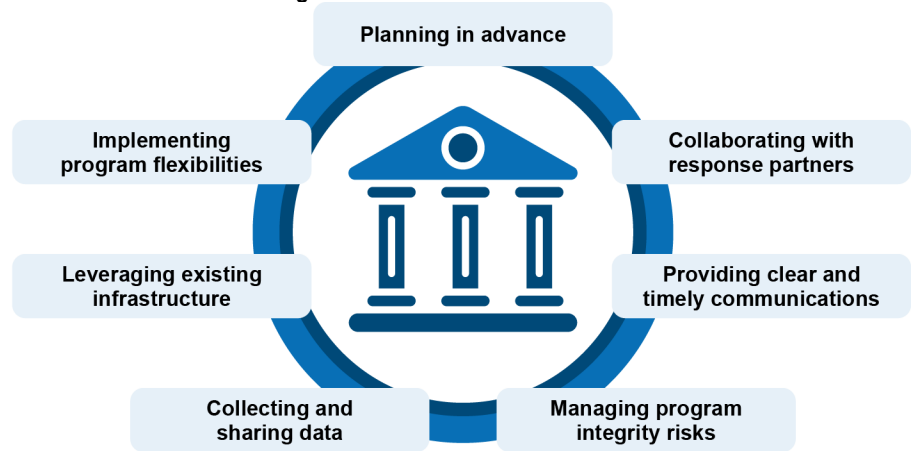 Planning in advance
Implementing
program flexibilities
Collaborating with
response partners
Leveraging existing
infrastructure
Providing clear and
timely communications
Collecting and
sharing data
Managing program
integrity risks